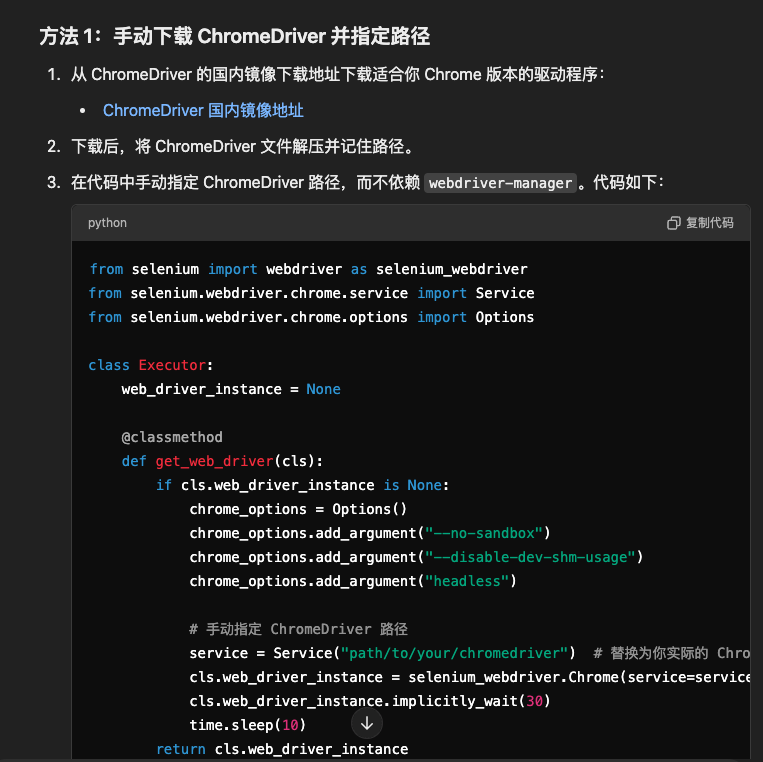 方法 1：手动下载 ChromeDriver 并指定路径
1. 从 ChromeDriver 的国内镜像下载地址下载适合你 Chrome 版本的驱动程序：
• ChromeDriver 国内镜像地址
2. 下载后，将 ChromeDriver 文件解压并记住路径。
3. 在代码中手动指定 ChromeDriver 路径，而不依赖 webdriver-manager 。代码如下：
python 复制代码
from selenium import webdriver as selenium_webdriver
from selenium.webdriver.chrome.service import Service
from selenium.webdriver.chrome.options import Options
class Executor:
    web_driver_instance = None
    @classmethod
    def get_web_driver(cls):
        if cls.web_driver_instance is None:
            chrome_options = Options()
            chrome_options.add_argument("--no-sandbox")
            chrome_options.add_argument("--disable-dev-shm-usage")
            chrome_options.add_argument("headless")
            # 手动指定 ChromeDriver 路径
            service = Service("path/to/your/chromedriver")  # 替换为你实际的 Chro
            cls.web_driver_instance = selenium_webdriver.Chrome(service=service
            cls.web_driver_instance.implicitly_wait(30)
            time.sleep(10)
        return cls.web_driver_instance